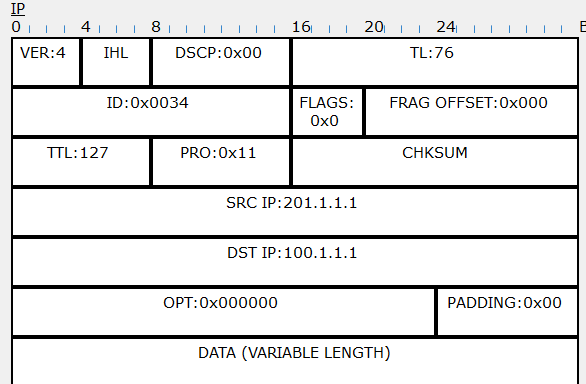 IP
0 4 8 16 20 24
VER:4 IHL DSCP:0x00 TL:76
ID:0x0034 FLAGS: 0x0 FRAG OFFSET:0x000
TTL:127 PRO:0x11 CHKSUM
SRC IP:201.1.1.1
DST IP:100.1.1.1
OPT:0x000000 PADDING:0x00
DATA (VARIABLE LENGTH)